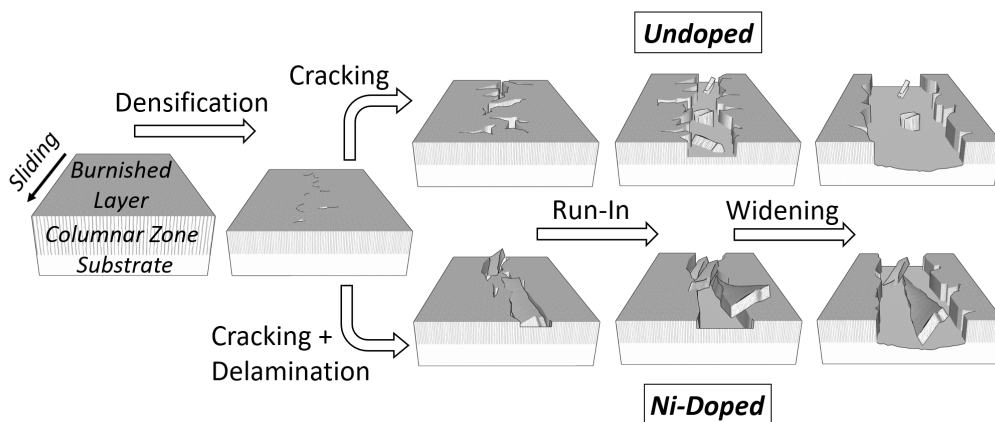 Undoped
Cracking
Densification
Sliding
Burnished
Layer
Columnar Zone
Substrate
Run-In
Widening
Cracking +
Delamination
Ni-Doped